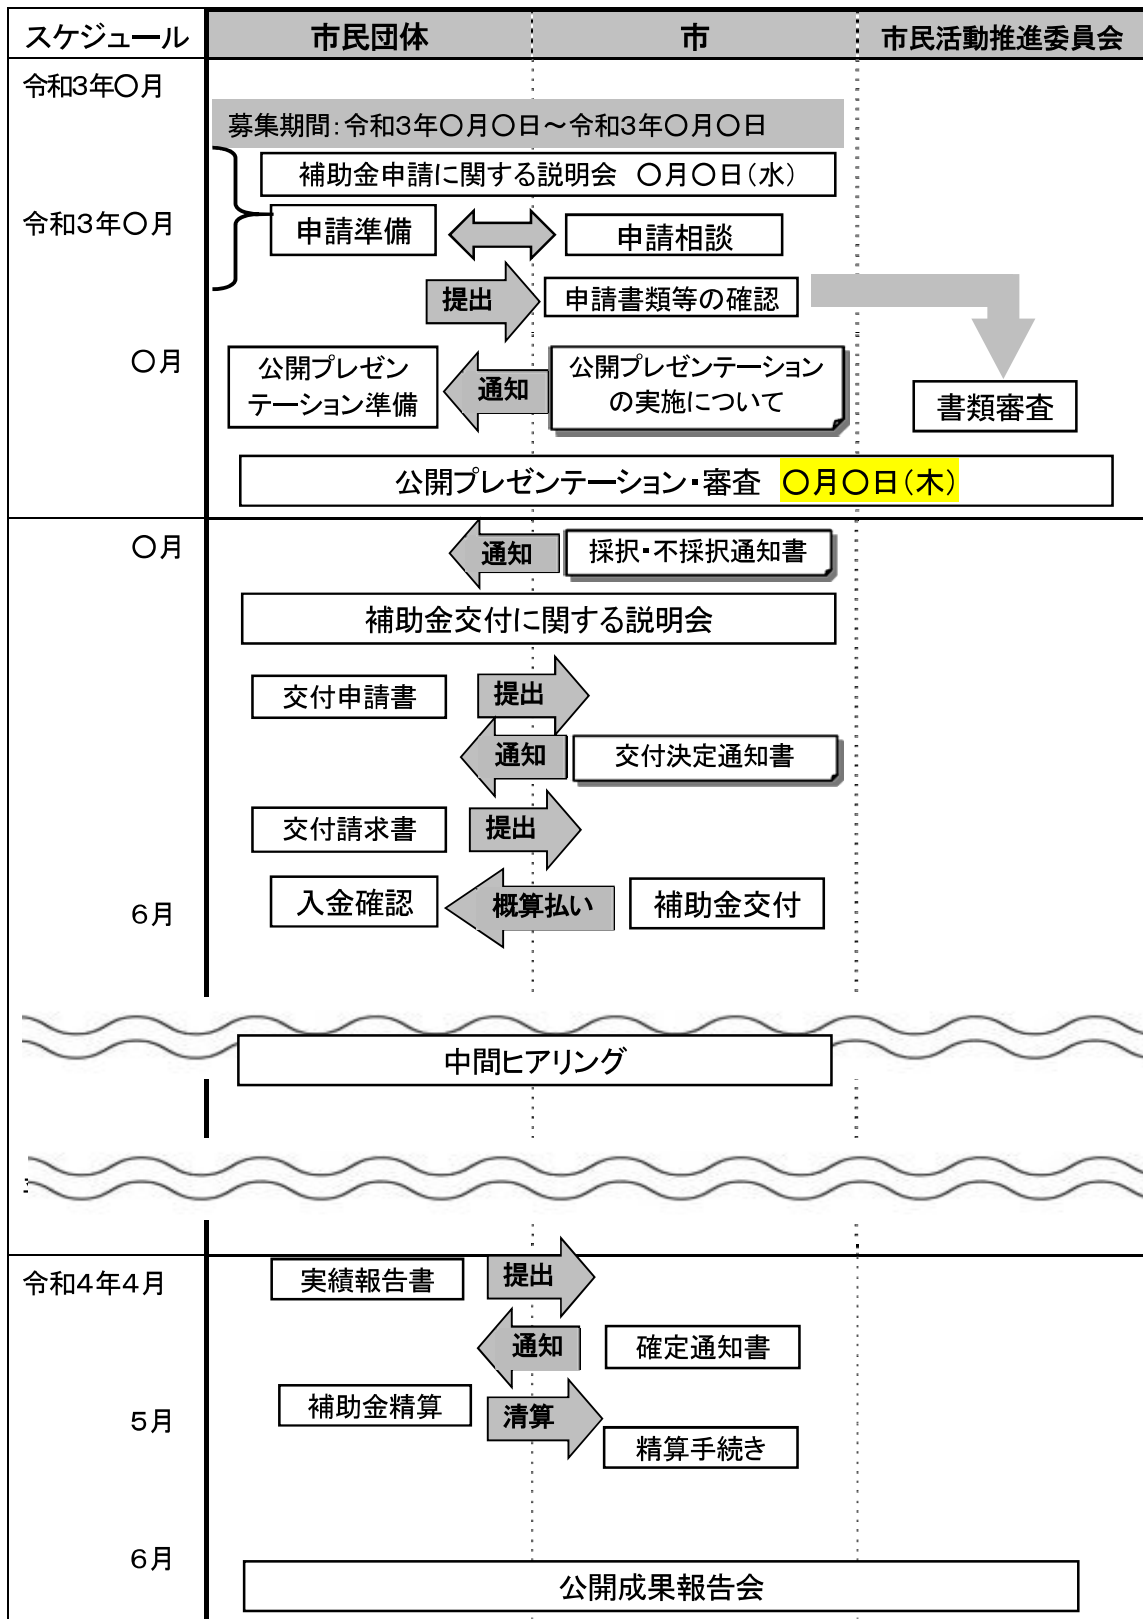 スケジュール
市民団体
市
市民活動推進委員会
令和3年〇月
募集期間：令和3年〇月〇日～令和3年〇月〇日
補助金申請に関する説明会　〇月〇日（水）
令和3年〇月
申請準備
申請相談
提出
申請書類等の確認
〇月
公開プレゼン
テーション準備
通知
公開プレゼンテーション
の実施について
書類審査
公開プレゼンテーション・審査　〇月〇日（木）
〇月
通知
採択・不採択通知書
補助金交付に関する説明会
交付申請書
提出
通知
交付決定通知書
交付請求書
提出
6月
入金確認
概算払い
補助金交付
中間ヒアリング
令和4年4月
実績報告書
提出
通知
確定通知書
5月
補助金精算
清算
精算手続き
6月
公開成果報告会